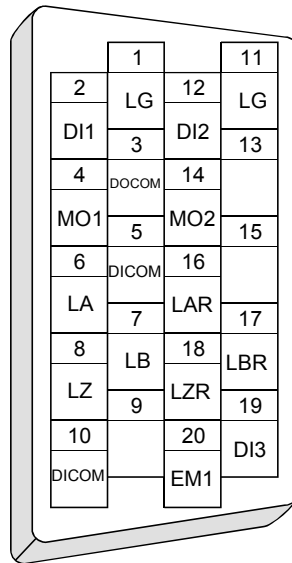 1 11
2 LG 12 LG
DI1 3 DI2 13
4 DOCOM 14
MO1 5 MO2 15
6 DICOM 16
LA 7 LAR 17
8 LB 18 LBR
LZ 9 LZR 19
10 20 DI3
DICOM EM1